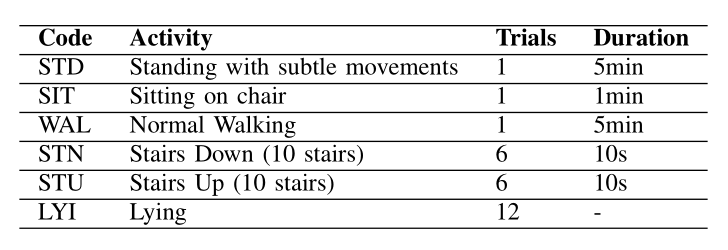 Code Activity Trials Duration
STD Standing with subtle movements 1 5min
SIT Sitting on chair 1 1min
WAL Normal Walking 1 5min
STN Stairs Down (10 stairs) 6 10s
STU Stairs Up (10 stairs) 6 10s
LYI Lying 12 -